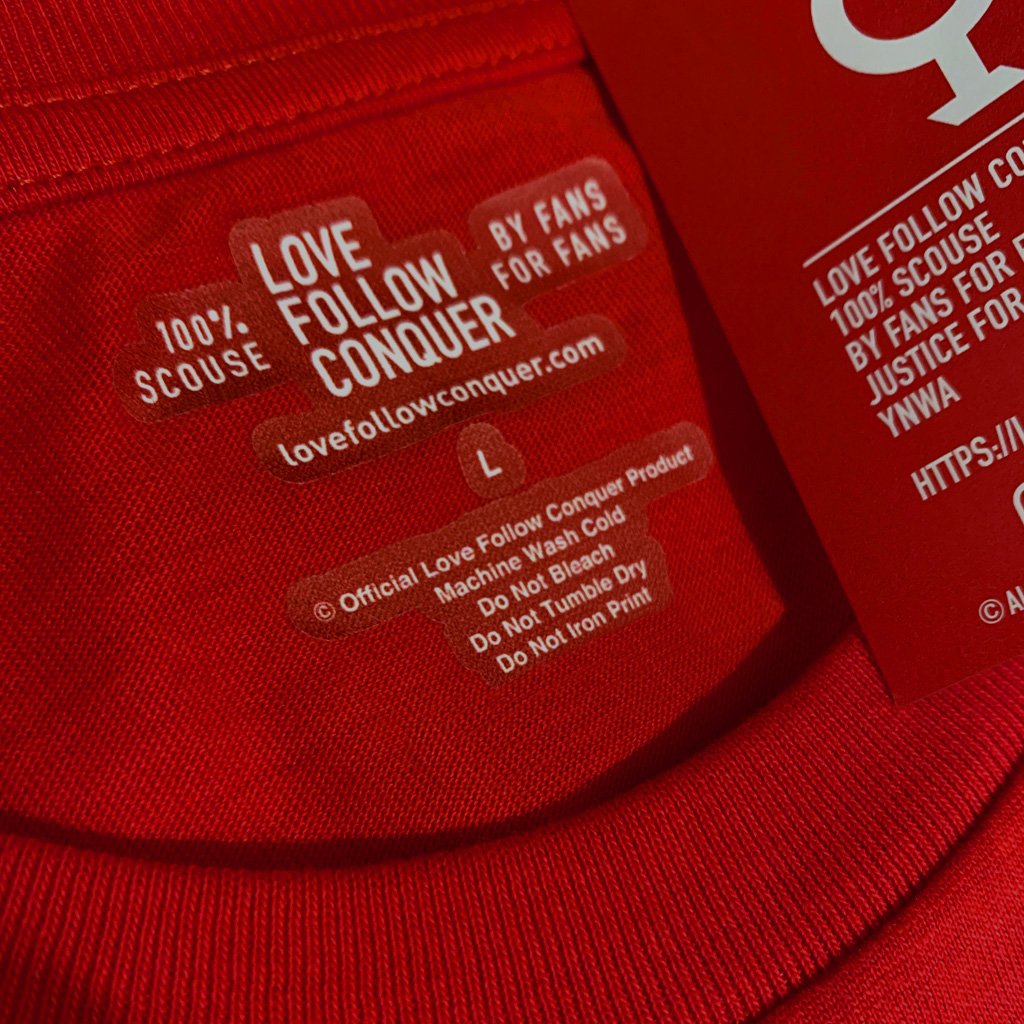 100%
SCOUSE
LOVE
FOLLOW
CONQUER
BY FANS
FOR FANS
lovefollowconquer.com
L
© Official Love Follow Conquer Product
Machine Wash Cold
Do Not Bleach
Do Not Tumble Dry
Do Not Iron Print
LOVE FOLLOW
100% SCOUSE
BY FANS FOR
JUSTICE FOR
YNWA
HTTPS://
©